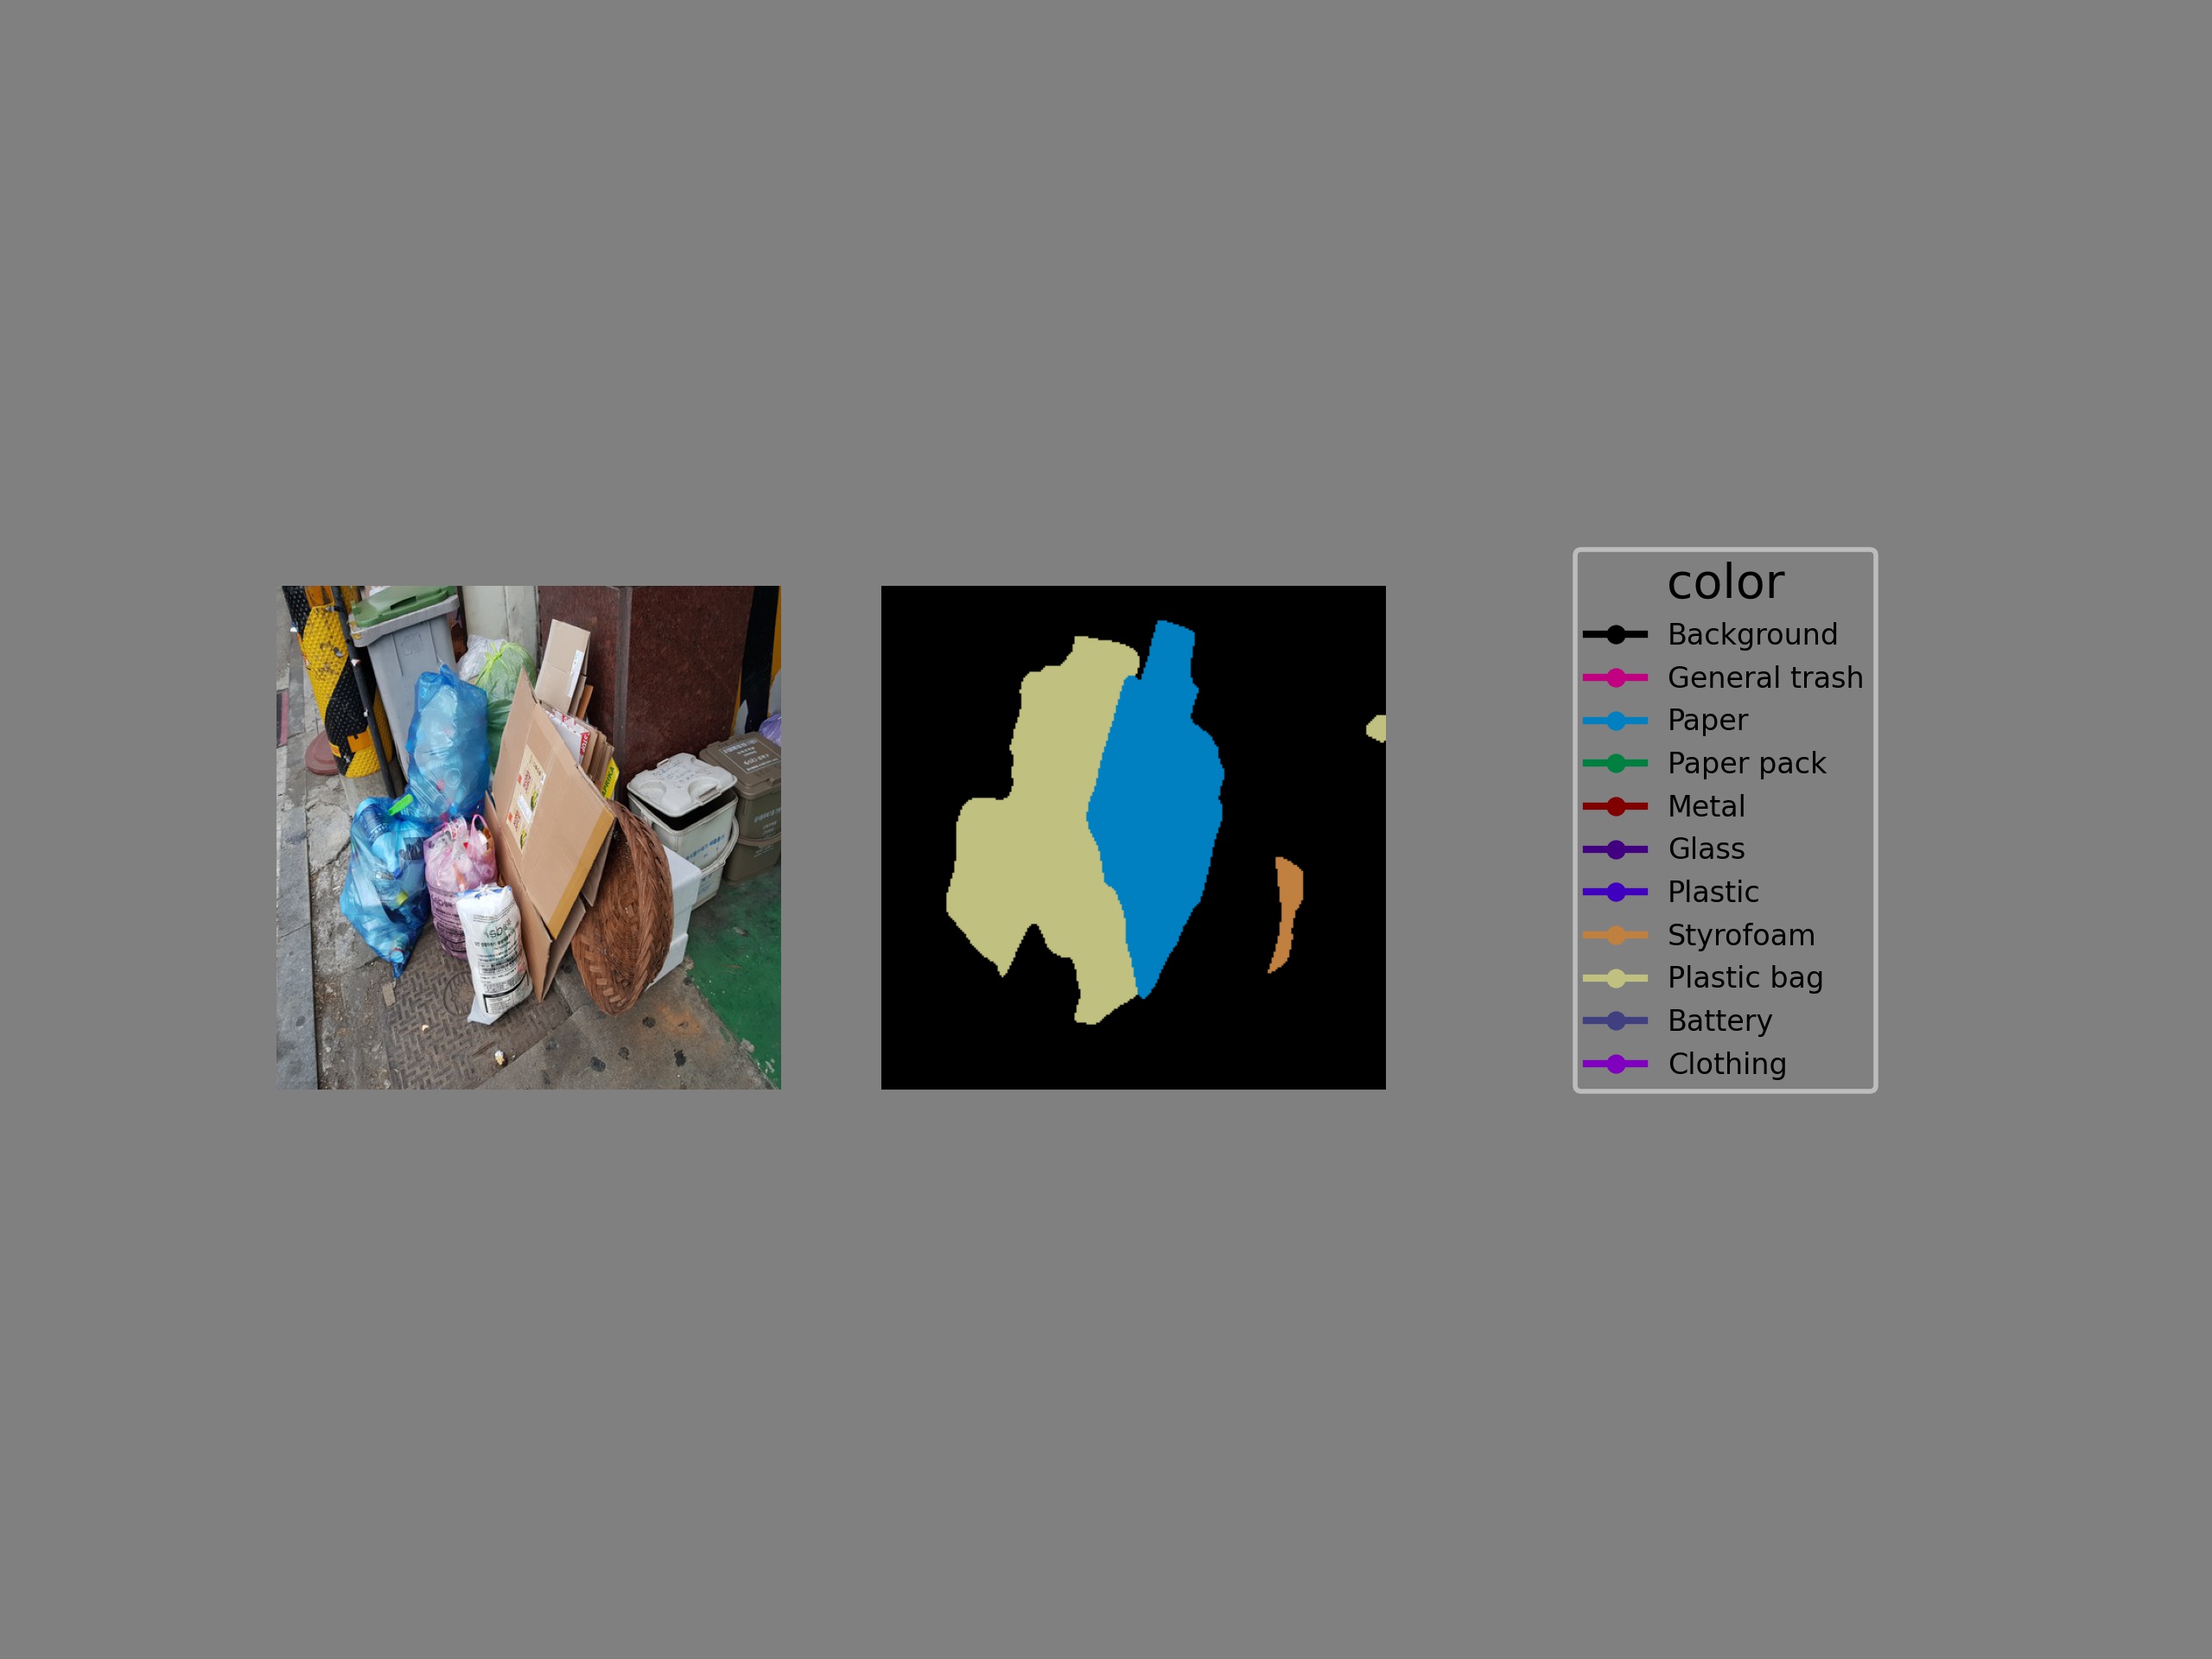 color
Background
General trash
Paper
Paper pack
Metal
Glass
Plastic
Styrofoam
Plastic bag
Battery
Clothing